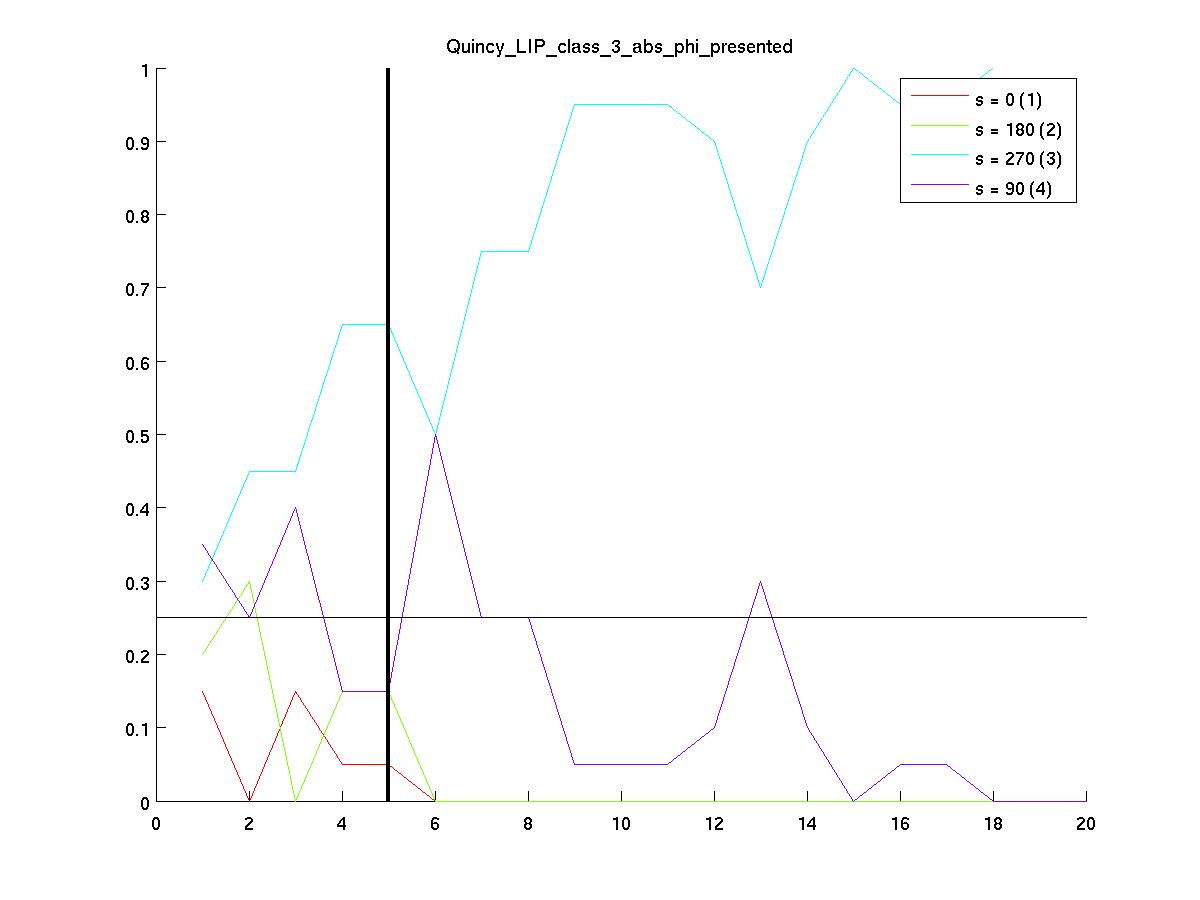 Quincy_LIP_class_3_abs_phi_presented
1
0.9
0.8
0.7
0.6
0.5
0.4
0.3
0.2
0.1
0
s = 0 (1)
s = 180 (2)
s = 270 (3)
s = 90 (4)
0 2 4 6 8 10 12 14 16 18 20